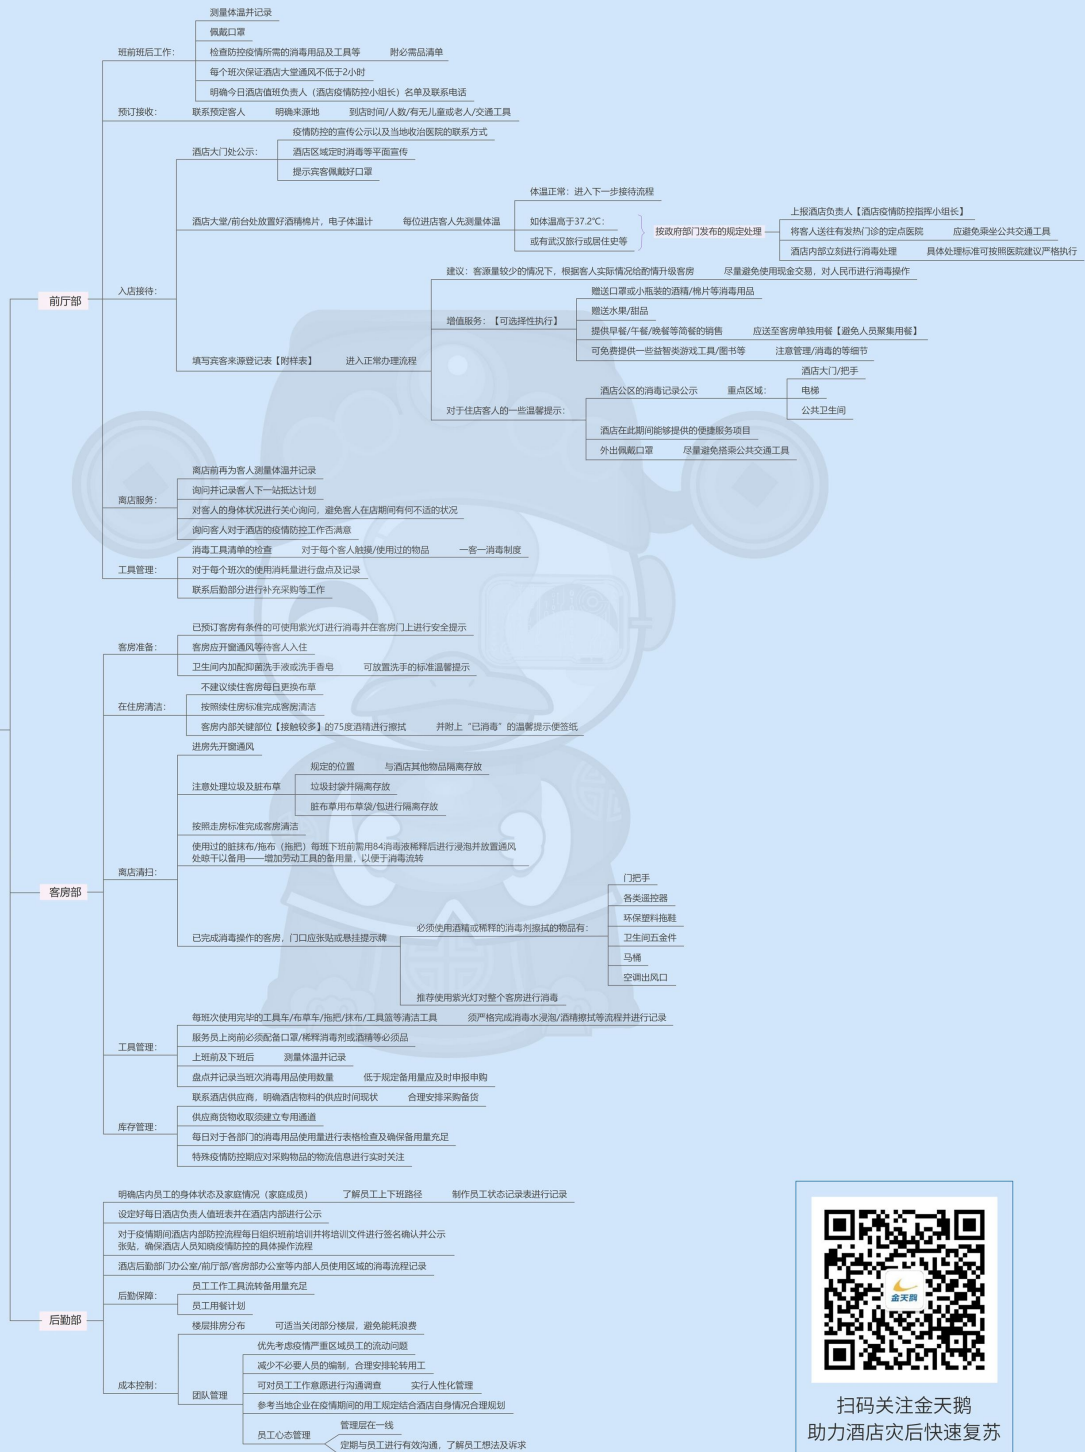 前厅部
班前班后工作：
测量体温并记录
佩戴口罩
检查防控疫情所需的消毒用品及工具等 附必需品清单
每个班次保证酒店大堂通风不低于2小时
明确今日酒店值班负责人（酒店疫情防控小组长）名单及联系电话
预订接收： 联系预定客人 明确来源地 到店时间/人数/有无儿童或老人/交通工具
入店接待：
酒店大门处公示：
疫情防控的宣传公示以及当地收治医院的联系方式
酒店区域定时消毒等平面宣传
提示宾客佩戴好口罩
酒店大堂/前台处放置好酒精棉片，电子体温计 每位进店客人先测量体温
体温正常：进入下一步接待流程
如体温高于37.2℃：
或有武汉旅行或居住史等
按政府部门发布的规定处理
上报酒店负责人【酒店疫情防控指挥小组长】
将客人送往有发热门诊的定点医院 应避免乘坐公共交通工具
酒店内部立刻进行消毒处理 具体处理标准可按照医院建议严格执行
填写宾客来源登记表【附样表】 进入正常办理流程
建议：客源量较少的情况下，根据客人实际情况给酌情升级客房 尽量避免使用现金交易，对人民币进行消毒操作
增值服务：【可选择性执行】
赠送口罩或小瓶装的酒精/棉片等消毒用品
赠送水果/甜品
提供早餐/午餐/晚餐等简餐的销售 应送至客房单独用餐【避免人员聚集用餐】
可免费提供一些益智类游戏工具/图书等 注意管理/消毒的等细节
对于住店客人的一些温馨提示：
酒店公区的消毒记录公示 重点区域：
酒店大门/把手
电梯
公共卫生间
酒店在此期间能够提供的便捷服务项目
外出佩戴口罩 尽量避免搭乘公共交通工具
离店服务：
离店前再为客人测量体温并记录
询问并记录客人下一站抵达计划
对客人的身体状况进行关心询问，避免客人在店期间有何不适的状况
询问客人对于酒店的疫情防控工作否满意
工具管理：
消毒工具清单的检查 对于每个客人触摸/使用过的物品 一客一消毒制度
对于每个班次的使用消耗量进行盘点及记录
联系后勤部分进行补充采购等工作
客房部
客房准备：
已预订客房有条件的可使用紫光灯进行消毒并在客房门上进行安全提示
客房应开窗通风等待客人入住
卫生间内加配抑菌洗手液或洗手香皂 可放置洗手的标准温馨提示
在住房清洁：
不建议续住客房每日更换布草
按照续住房标准完成客房清洁
客房内部关键部位【接触较多】的75度酒精进行擦拭 并附上“已消毒”的温馨提示便签纸
离店清扫：
进房先开窗通风
注意处理垃圾及脏布草
规定的位置 与酒店其他物品隔离存放
垃圾封袋并隔离存放
脏布草用布草袋/包进行隔离存放
按照走房标准完成客房清洁
使用过的脏抹布/拖布（拖把）每班下班前需用84消毒液稀释后进行浸泡并放置通风
处晾干以备用——增加劳动工具的备用量，以便于消毒流转
已完成消毒操作的客房，门口应张贴或悬挂提示牌
必须使用酒精或稀释的消毒剂擦拭的物品有：
门把手
各类遥控器
环保塑料拖鞋
卫生间五金件
马桶
空调出风口
推荐使用紫光灯对整个客房进行消毒
工具管理：
每班次使用完毕的工具车/布草车/拖把/抹布/工具篮等清洁工具 须严格完成消毒水浸泡/酒精擦拭等流程并进行记录
服务员上岗前必须配备口罩/稀释消毒剂或酒精等必须品
上班前及下班后 测量体温并记录
盘点并记录当班次消毒用品使用数量 低于规定备用量应及时申报申购
库存管理：
联系酒店供应商，明确酒店物料的供应时间现状 合理安排采购备货
供应商货物收取须建立专用通道
每日对于各部门的消毒用品使用量进行表格检查及确保备用量充足
特殊疫情防控期应对采购物品的物流信息进行实时关注
后勤部
明确店内员工的身体状态及家庭情况（家庭成员） 了解员工上下班路径 制作员工状态记录表进行记录
设定好每日酒店负责人值班表并在酒店内部进行公示
对于疫情期间酒店内部防控流程每日组织班前培训并将培训文件进行签名确认并公示
张贴，确保酒店人员知晓疫情防控的具体操作流程
酒店后勤部门办公室/前厅部/客房部办公室等内部人员使用区域的消毒流程记录
后勤保障：
员工工作工具流转备用量充足
员工用餐计划
成本控制：
楼层排房分布 可适当关闭部分楼层，避免能耗浪费
团队管理
优先考虑疫情严重区域员工的流动问题
减少不必要人员的编制，合理安排轮转用工
可对员工工作意愿进行沟通调查 实行人性化管理
参考当地企业在疫情期间的用工规定结合酒店自身情况合理规划
员工心态管理
管理层在一线
定期与员工进行有效沟通，了解员工想法及诉求
金天鹅
扫码关注金天鹅
助力酒店灾后快速复苏